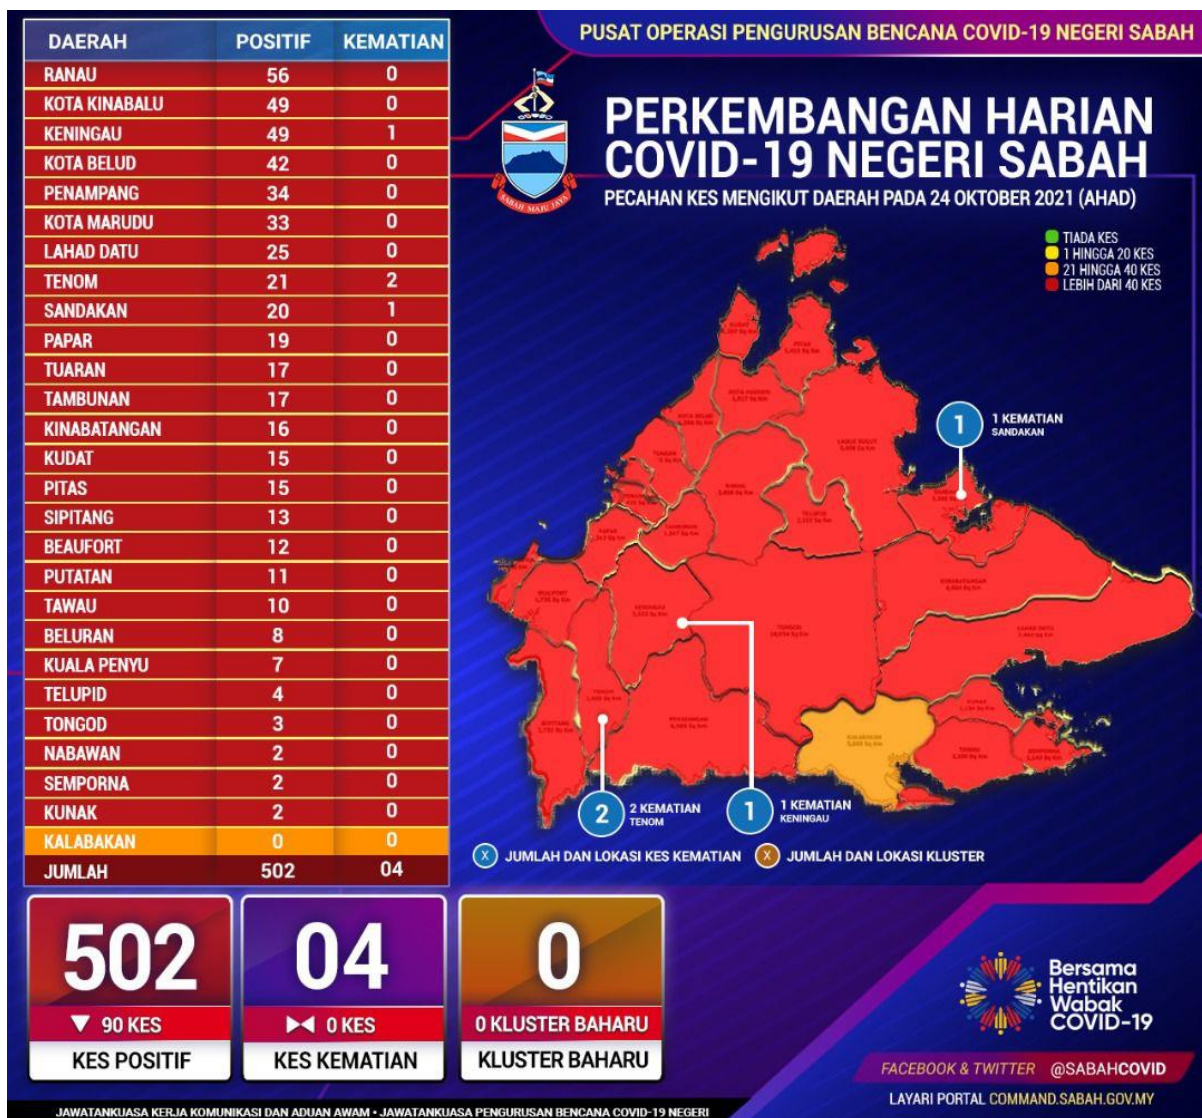 DAERAH POSITIF KEMATIAN
RANAU 56 0
KOTA KINABALU 49 0
KENINGAU 49 1
KOTA BELUD 42 0
PENAMPANG 34 0
KOTA MARUDU 33 0
LAHAD DATU 25 0
TENOM 21 2
SANDAKAN 20 1
PAPAR 19 0
TUARAN 17 0
TAMBUNAN 17 0
KINABATANGAN 16 0
KUDAT 15 0
PITAS 15 0
SIPITANG 13 0
BEAUFORT 12 0
PUTATAN 11 0
TAWAU 10 0
BELURAN 8 0
KUALA PENYU 7 0
TELUPID 4 0
TONGOD 3 0
NABAWAN 2 0
SEMPORNA 2 0
KUNAK 2 0
KALABAKAN 0 0
JUMLAH 502 04
PUSAT OPERASI PENGURUSAN BENCANA COVID-19 NEGERI SABAH
SABAH MAJU JAYA
PERKEMBANGAN HARIAN
COVID-19 NEGERI SABAH
PECAHAN KES MENGIKUT DAERAH PADA 24 OKTOBER 2021 (AHAD)
TIADA KES
1 HINGGA 20 KES
21 HINGGA 40 KES
LEBIH DARI 40 KES
1
1 KEMATIAN
SANDAKAN
2
2 KEMATIAN
TENOM
1
1 KEMATIAN
KENINGAU
X JUMLAH DAN LOKASI KES KEMATIAN
X JUMLAH DAN LOKASI KLUSTER
502
▼ 90 KES
KES POSITIF
04
0 KES
KES KEMATIAN
0
0 KLUSTER BAHARU
KLUSTER BAHARU
Bersama
Hentikan
Wabak
COVID-19
FACEBOOK & TWITTER @SABAHCOVID
LAYARI PORTAL COMMAND.SABAH.GOV.MY
JAWATANKUASA KERJA KOMUNIKASI DAN ADUAN AWAM • JAWATANKUASA PENGURUSAN BENCANA COVID-19 NEGERI